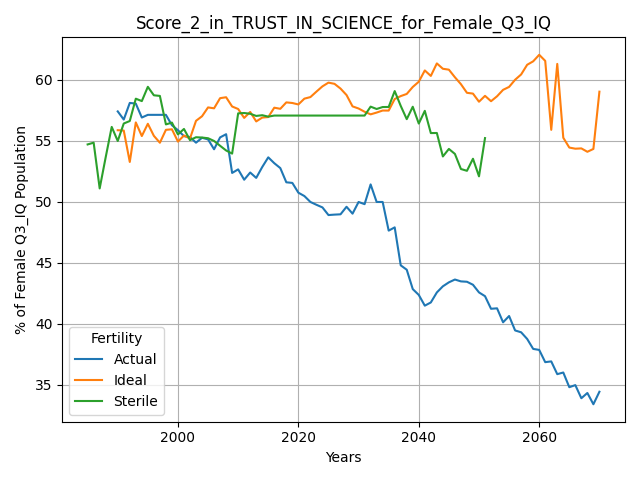 Score_2_in_TRUST_IN_SCIENCE_for_Female_Q3_IQ
% of Female Q3_IQ Population
60
55
50
45
40
35
Fertility
Actual
Ideal
Sterile
2000
2020
2040
2060
Years